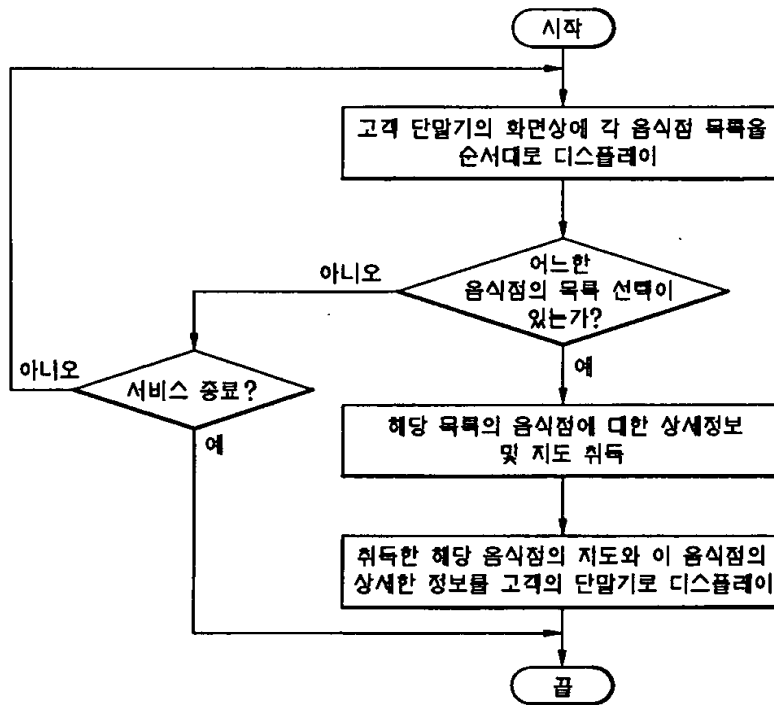 시작
고객 단말기의 화면상에 각 음식점 목록을
순서대로 디스플레이
어느한
음식점의 목록 선택이
있는가?
아니오
예
서비스 종료?
아니오
예
해당 목록의 음식점에 대한 상세정보
및 지도 취득
취득한 해당 음식점의 지도와 이 음식점의
상세한 정보를 고객의 단말기로 디스플레이
끝